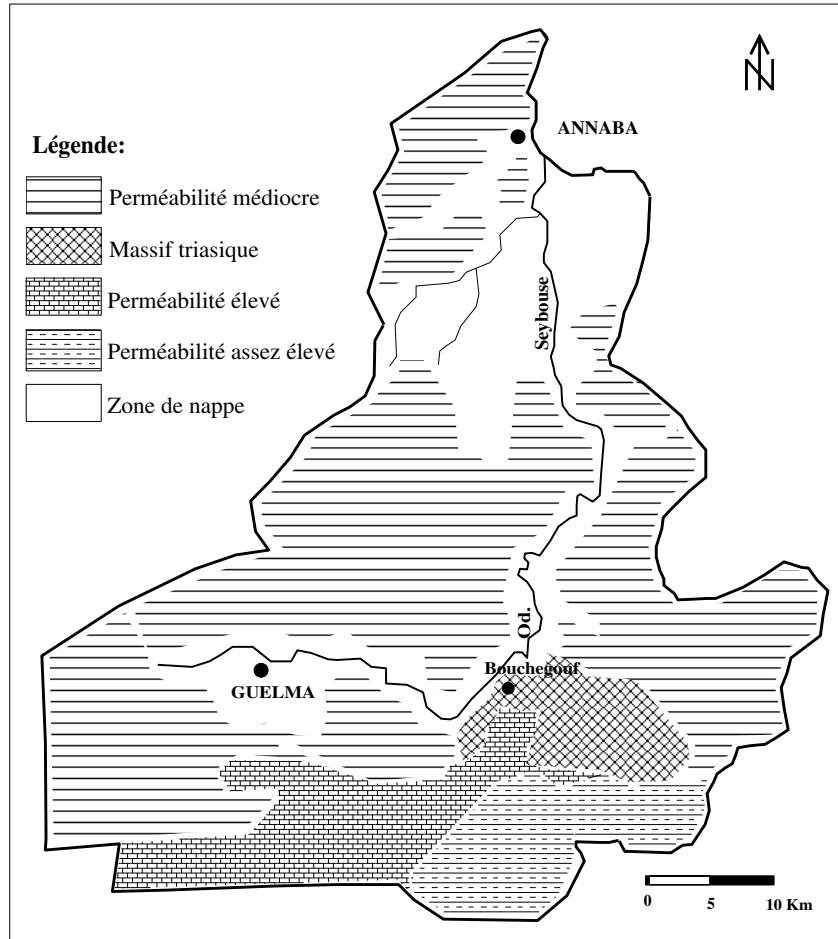 N
ANNABA
Légende:
Perméabilité médiocre
Massif triasique
Perméabilité élevé
Perméabilité assez élevé
Zone de nappe
Seybouse
Od.
Bouchegouf
GUELMA
0 5 10 Km